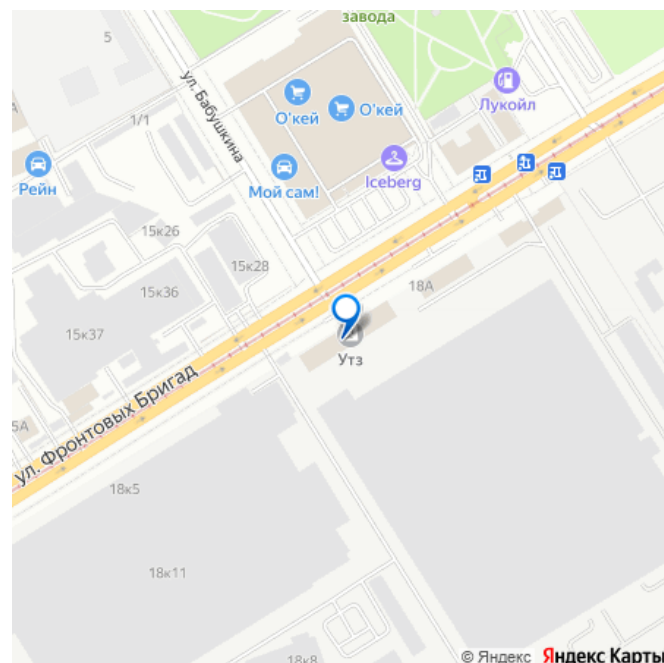 завода
5
ул. Бабушкина
1/1
О'кей
О'кей
Лукойл
А
Рейн
Мой сам!
Iceberg
15к26
15к28
15к36
18А
15к37
Утз
ул. Фронтовых Бригад
5А
18к5
18к11
18к8
© Яндекс Яндекс Карты